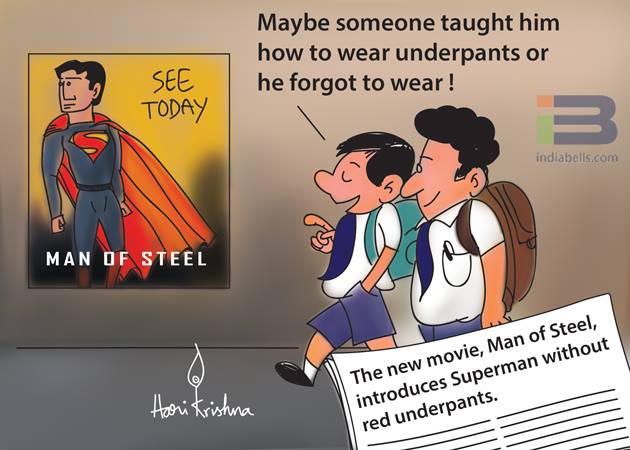 Maybe someone taught him
how to wear underpants or
he forgot to wear !
SEE
TODAY
MAN OF STEEL
iB
indiabells.com
Hari Krishna
The new movie, Man of Steel,
introduces Superman without
red underpants.